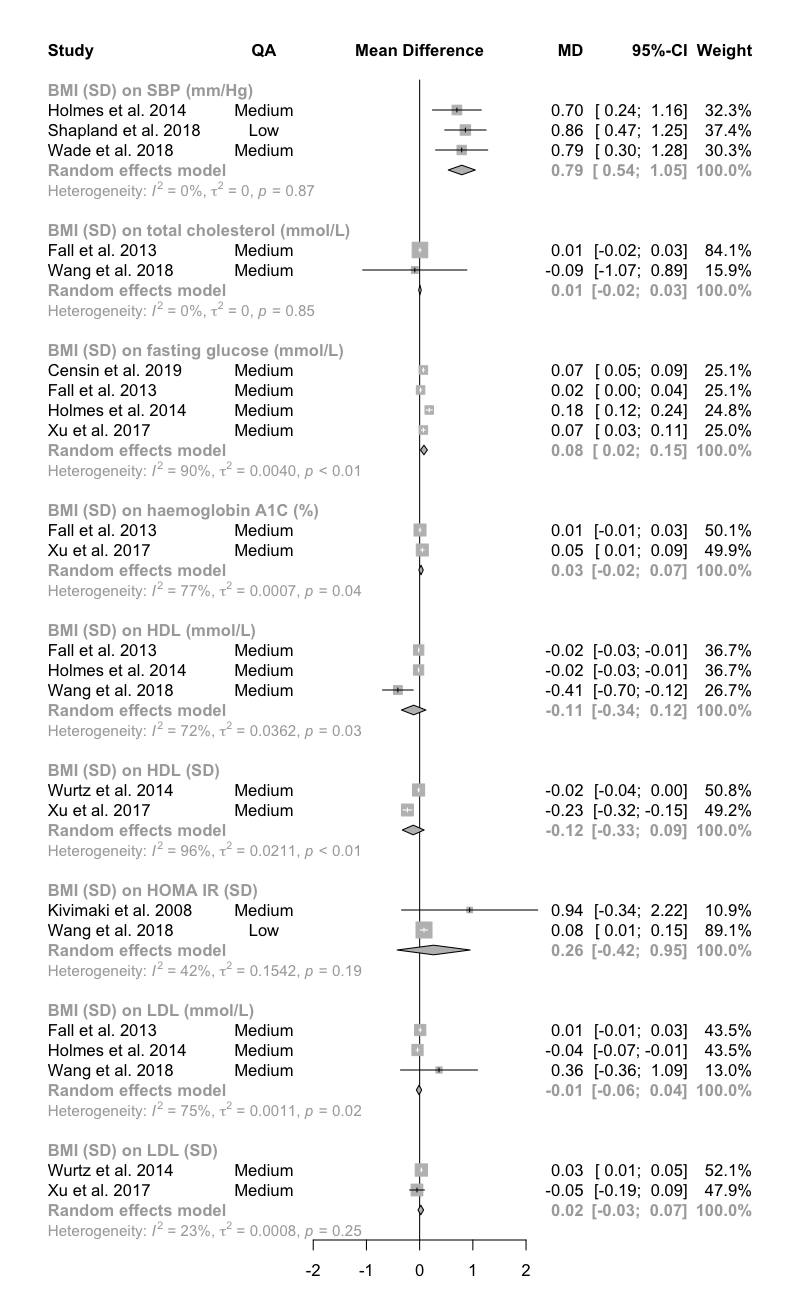 Study QA Mean Difference MD 95%-CI Weight
BMI (SD) on SBP (mm/Hg)
Holmes et al. 2014 Medium 0.70 [ 0.24; 1.16] 32.3%
Shapland et al. 2018 Low 0.86 [ 0.47; 1.25] 37.4%
Wade et al. 2018 Medium 0.79 [ 0.30; 1.28] 30.3%
Random effects model 0.79 [ 0.54; 1.05] 100.0%
Heterogeneity: I² = 0%, τ² = 0, p = 0.87
BMI (SD) on total cholesterol (mmol/L)
Fall et al. 2013 Medium 0.01 [-0.02; 0.03] 84.1%
Wang et al. 2018 Medium -0.09 [-1.07; 0.89] 15.9%
Random effects model 0.01 [-0.02; 0.03] 100.0%
Heterogeneity: I² = 0%, τ² = 0, p = 0.85
BMI (SD) on fasting glucose (mmol/L)
Censin et al. 2019 Medium 0.07 [ 0.05; 0.09] 25.1%
Fall et al. 2013 Medium 0.02 [ 0.00; 0.04] 25.1%
Holmes et al. 2014 Medium 0.18 [ 0.12; 0.24] 24.8%
Xu et al. 2017 Medium 0.07 [ 0.03; 0.11] 25.0%
Random effects model 0.08 [ 0.02; 0.15] 100.0%
Heterogeneity: I² = 90%, τ² = 0.0040, p < 0.01
BMI (SD) on haemoglobin A1C (%)
Fall et al. 2013 Medium 0.01 [-0.01; 0.03] 50.1%
Xu et al. 2017 Medium 0.05 [ 0.01; 0.09] 49.9%
Random effects model 0.03 [-0.02; 0.07] 100.0%
Heterogeneity: I² = 77%, τ² = 0.0007, p = 0.04
BMI (SD) on HDL (mmol/L)
Fall et al. 2013 Medium -0.02 [-0.03; -0.01] 36.7%
Holmes et al. 2014 Medium -0.02 [-0.03; -0.01] 36.7%
Wang et al. 2018 Medium -0.41 [-0.70; -0.12] 26.7%
Random effects model -0.11 [-0.34; 0.12] 100.0%
Heterogeneity: I² = 72%, τ² = 0.0362, p = 0.03
BMI (SD) on HDL (SD)
Wurtz et al. 2014 Medium -0.02 [-0.04; 0.00] 50.8%
Xu et al. 2017 Medium -0.23 [-0.32; -0.15] 49.2%
Random effects model -0.12 [-0.33; 0.09] 100.0%
Heterogeneity: I² = 96%, τ² = 0.0211, p < 0.01
BMI (SD) on HOMA IR (SD)
Kivimaki et al. 2008 Medium 0.94 [-0.34; 2.22] 10.9%
Wang et al. 2018 Low 0.08 [ 0.01; 0.15] 89.1%
Random effects model 0.26 [-0.42; 0.95] 100.0%
Heterogeneity: I² = 42%, τ² = 0.1542, p = 0.19
BMI (SD) on LDL (mmol/L)
Fall et al. 2013 Medium 0.01 [-0.01; 0.03] 43.5%
Holmes et al. 2014 Medium -0.04 [-0.07; -0.01] 43.5%
Wang et al. 2018 Medium 0.36 [-0.36; 1.09] 13.0%
Random effects model -0.01 [-0.06; 0.04] 100.0%
Heterogeneity: I² = 75%, τ² = 0.0011, p = 0.02
BMI (SD) on LDL (SD)
Wurtz et al. 2014 Medium 0.03 [ 0.01; 0.05] 52.1%
Xu et al. 2017 Medium -0.05 [-0.19; 0.09] 47.9%
Random effects model 0.02 [-0.03; 0.07] 100.0%
Heterogeneity: I² = 23%, τ² = 0.0008, p = 0.25
-2 -1 0 1 2